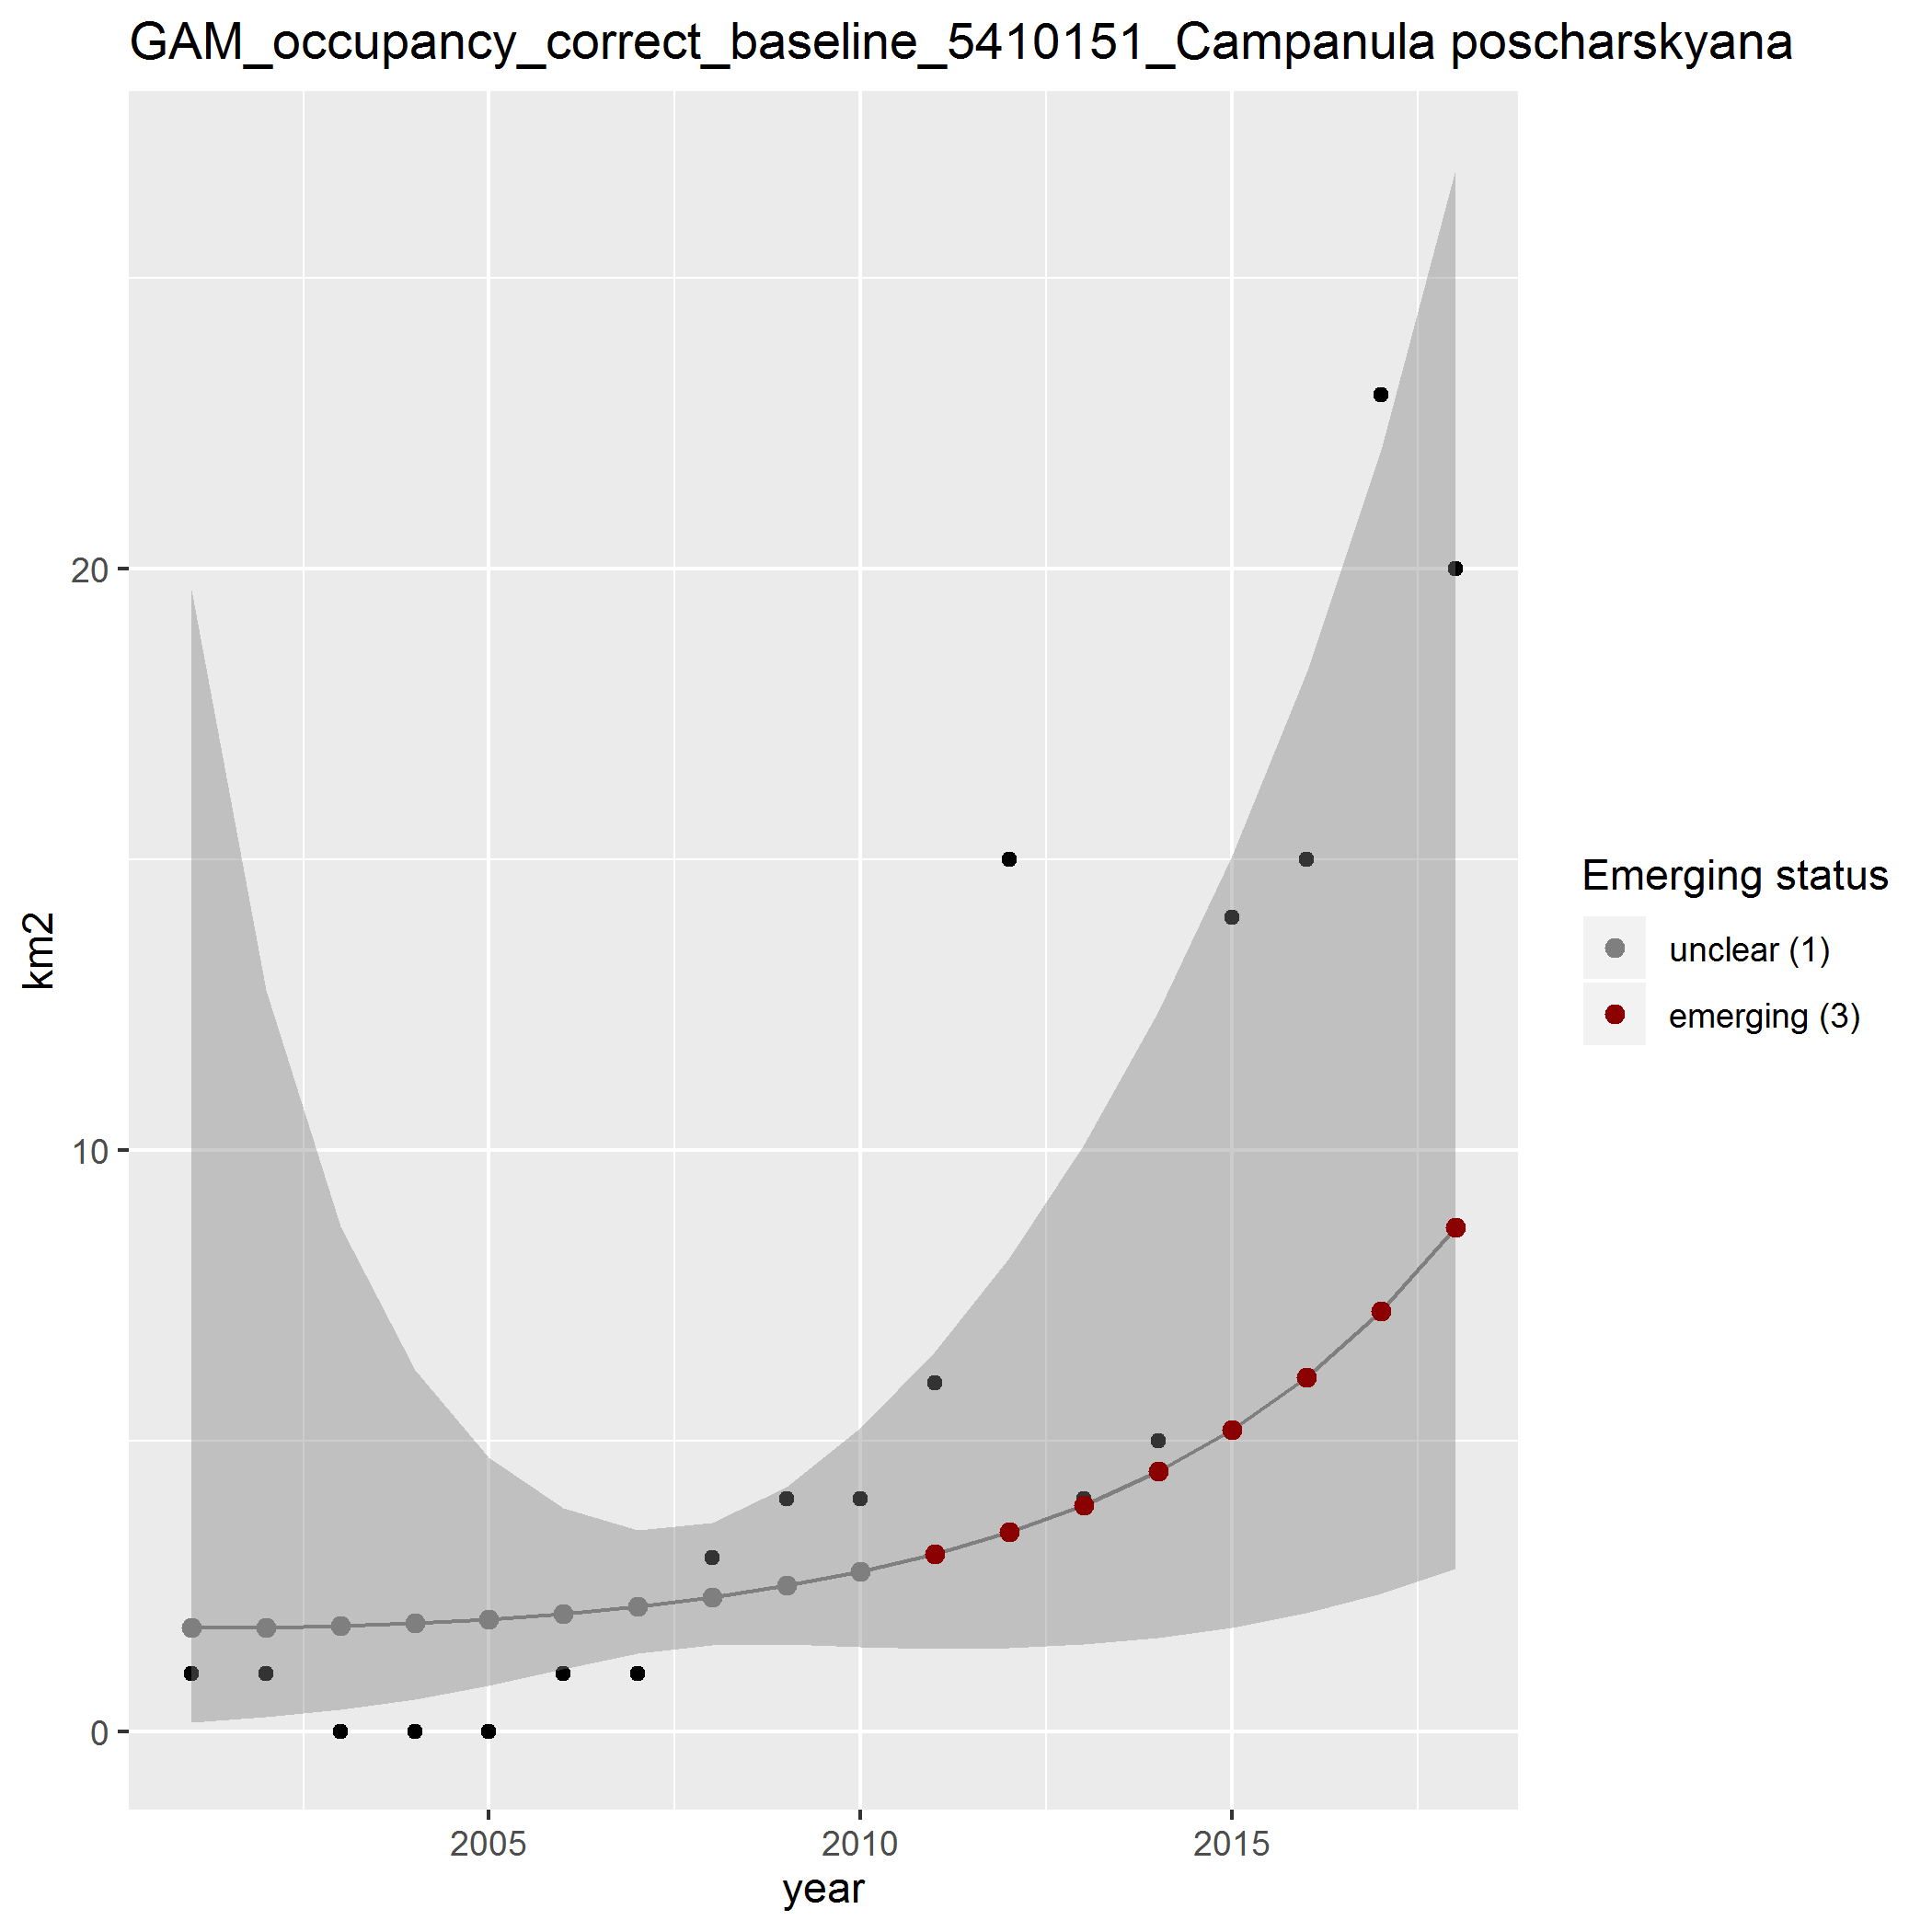 GAM_occupancy_correct_baseline_5410151_Campanula poscharskyana
km2
20
10
0
2005
2010
2015
year
Emerging status
unclear (1)
emerging (3)